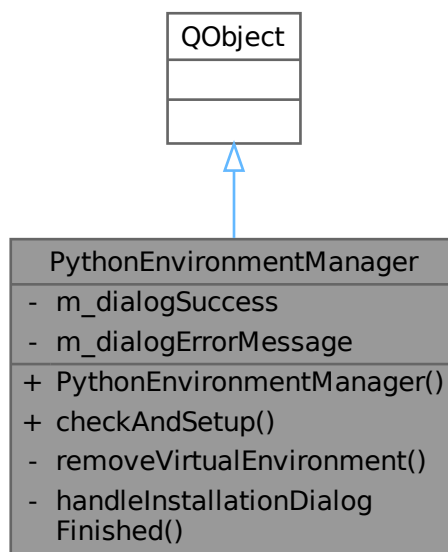 QObject
PythonEnvironmentManager
- m_dialogSuccess
- m_dialogErrorMessage
+ PythonEnvironmentManager()
+ checkAndSetup()
- removeVirtualEnvironment()
- handleInstallationDialog
Finished()